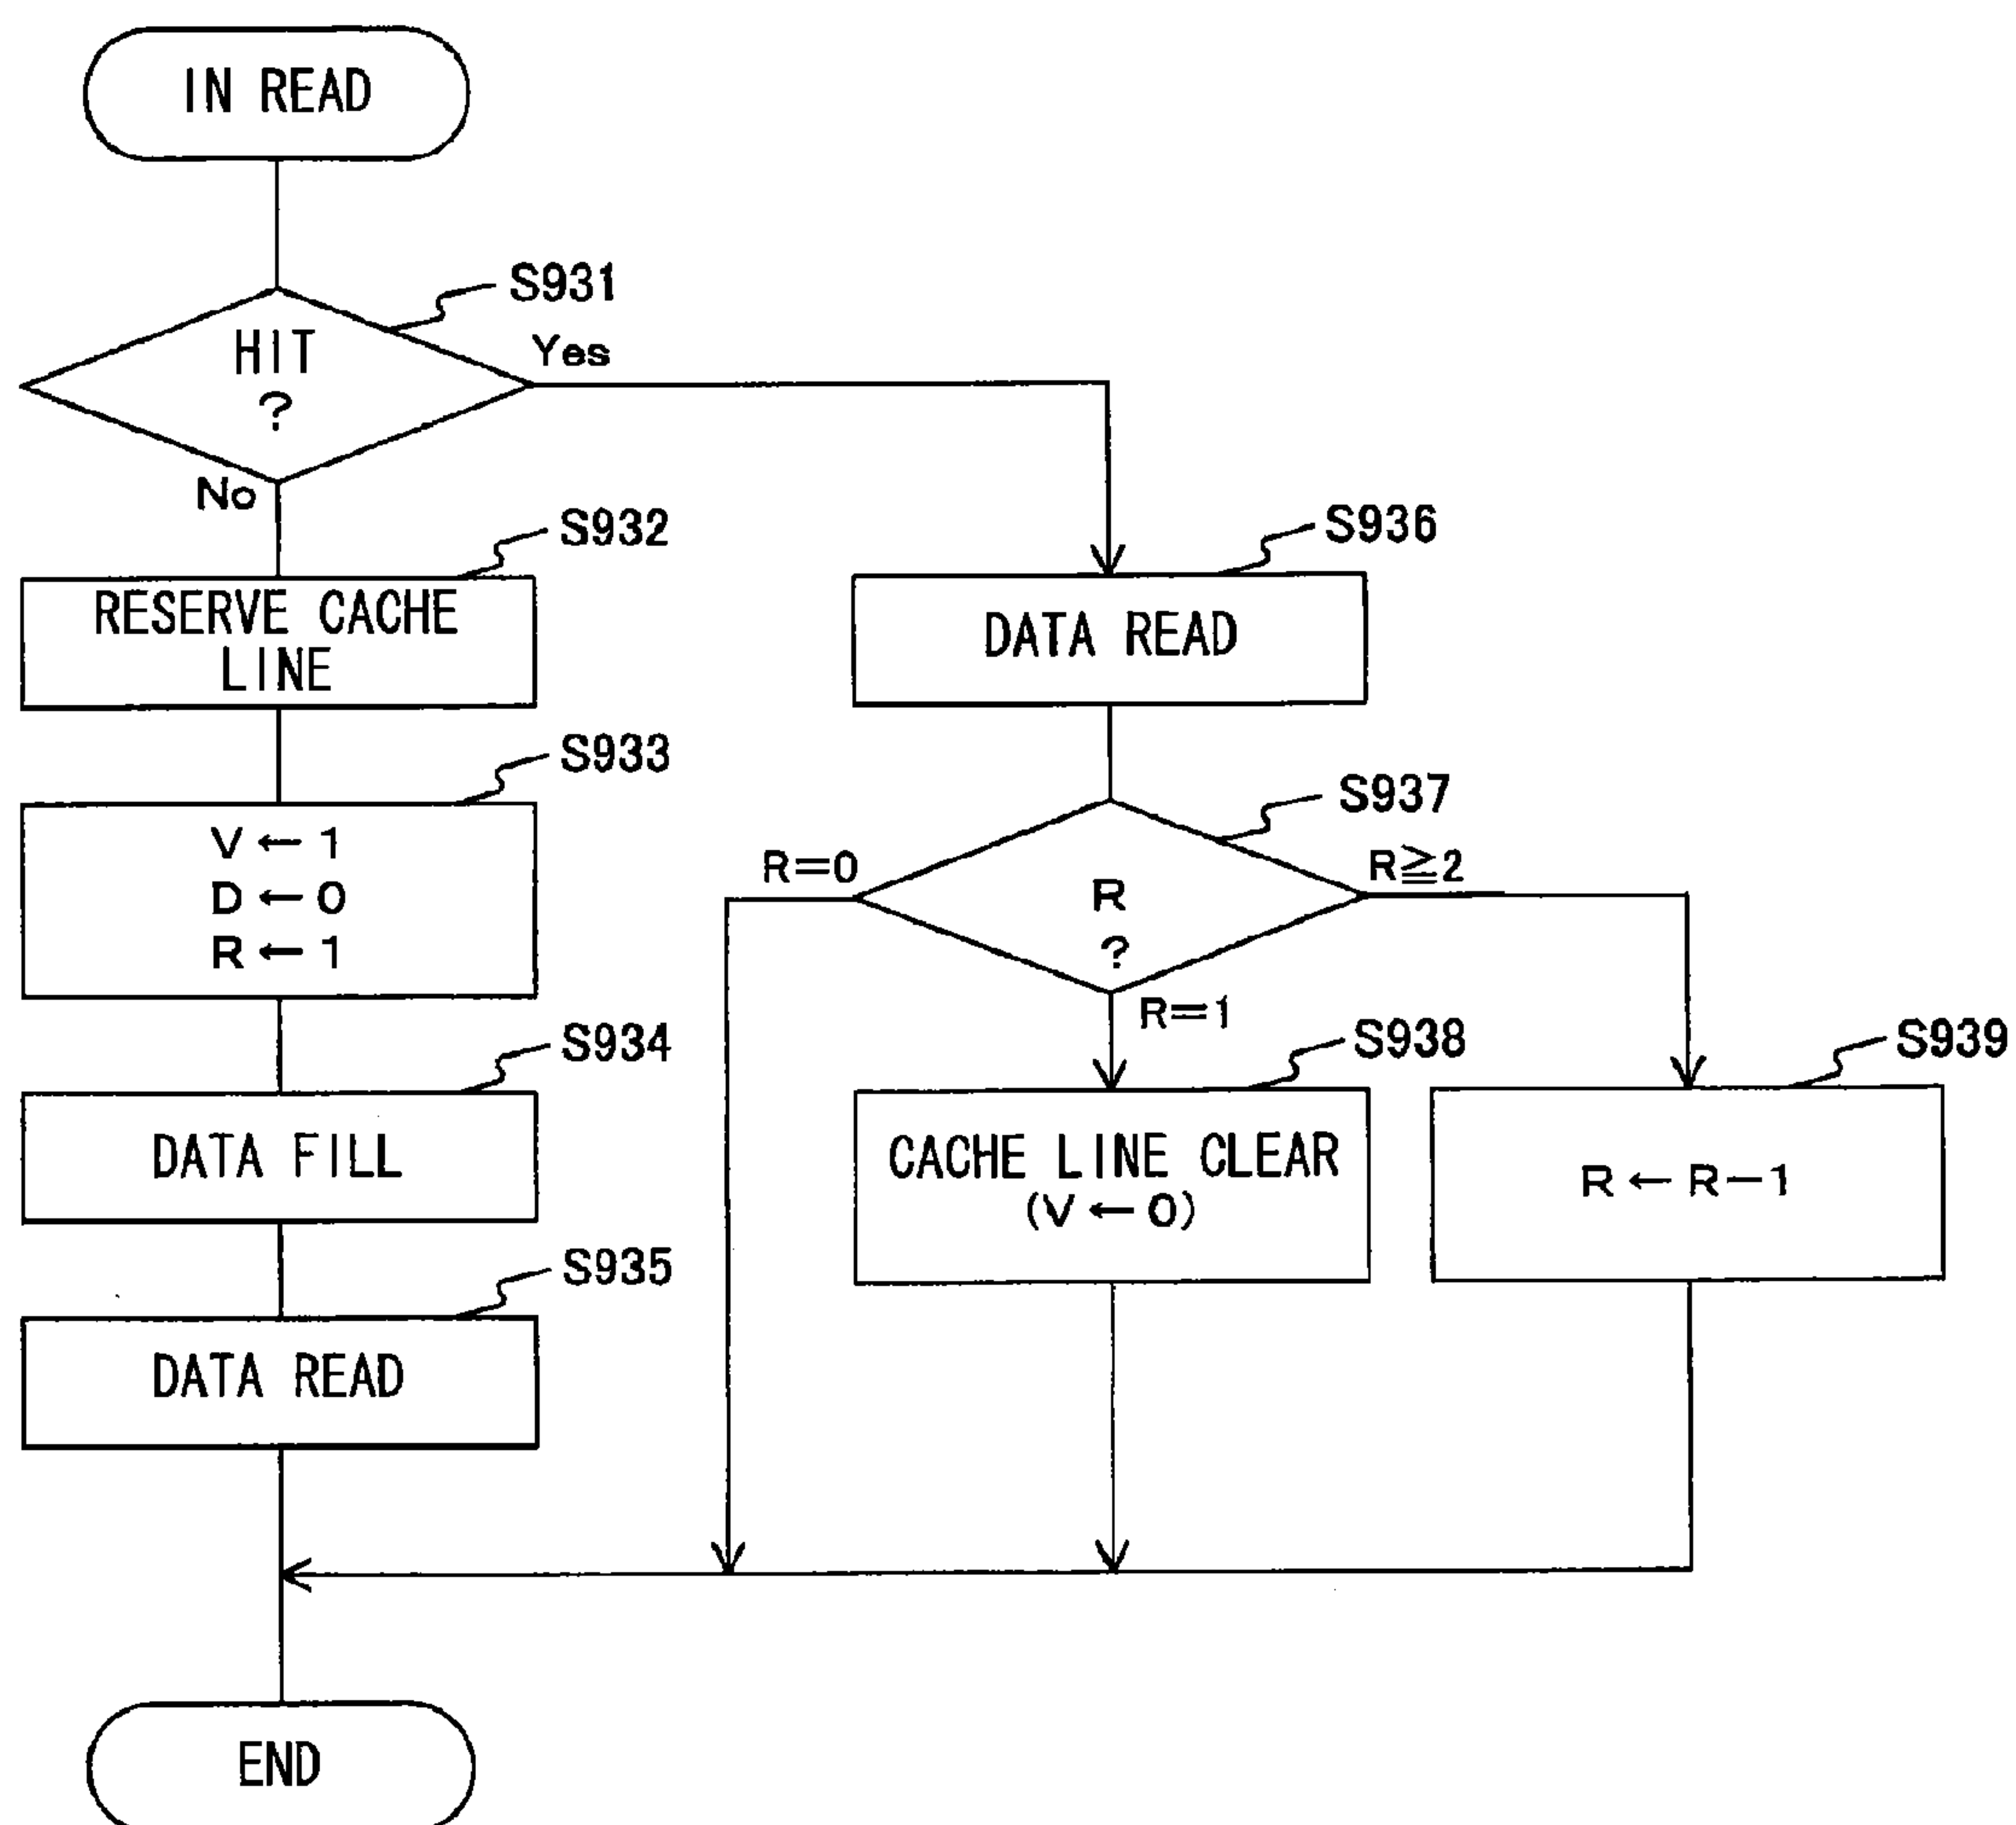 IN READ
S931
HIT
?
Yes
No
S932
RESERVE CACHE
LINE
S933
V ← 1
D ← 0
R ← 1
S934
DATA FILL
S935
DATA READ
S936
DATA READ
S937
R=0
R≧2
R
?
R=1
S938
CACHE LINE CLEAR
(V ← 0)
S939
R ← R−1
END